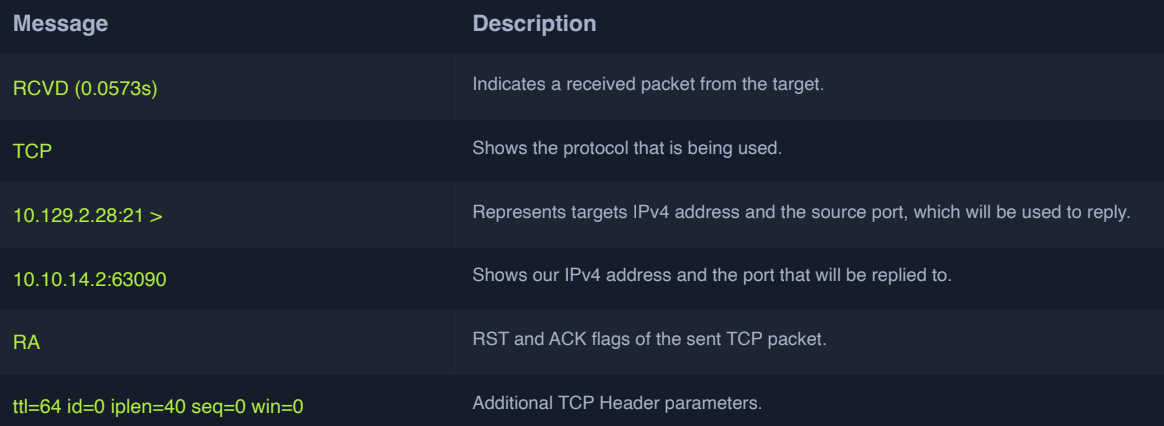 Message Description
RCVD (0.0573s) Indicates a received packet from the target.
TCP Shows the protocol that is being used.
10.129.2.28:21 > Represents targets IPv4 address and the source port, which will be used to reply.
10.10.14.2:63090 Shows our IPv4 address and the port that will be replied to.
RA RST and ACK flags of the sent TCP packet.
ttl=64 id=0 iplen=40 seq=0 win=0 Additional TCP Header parameters.